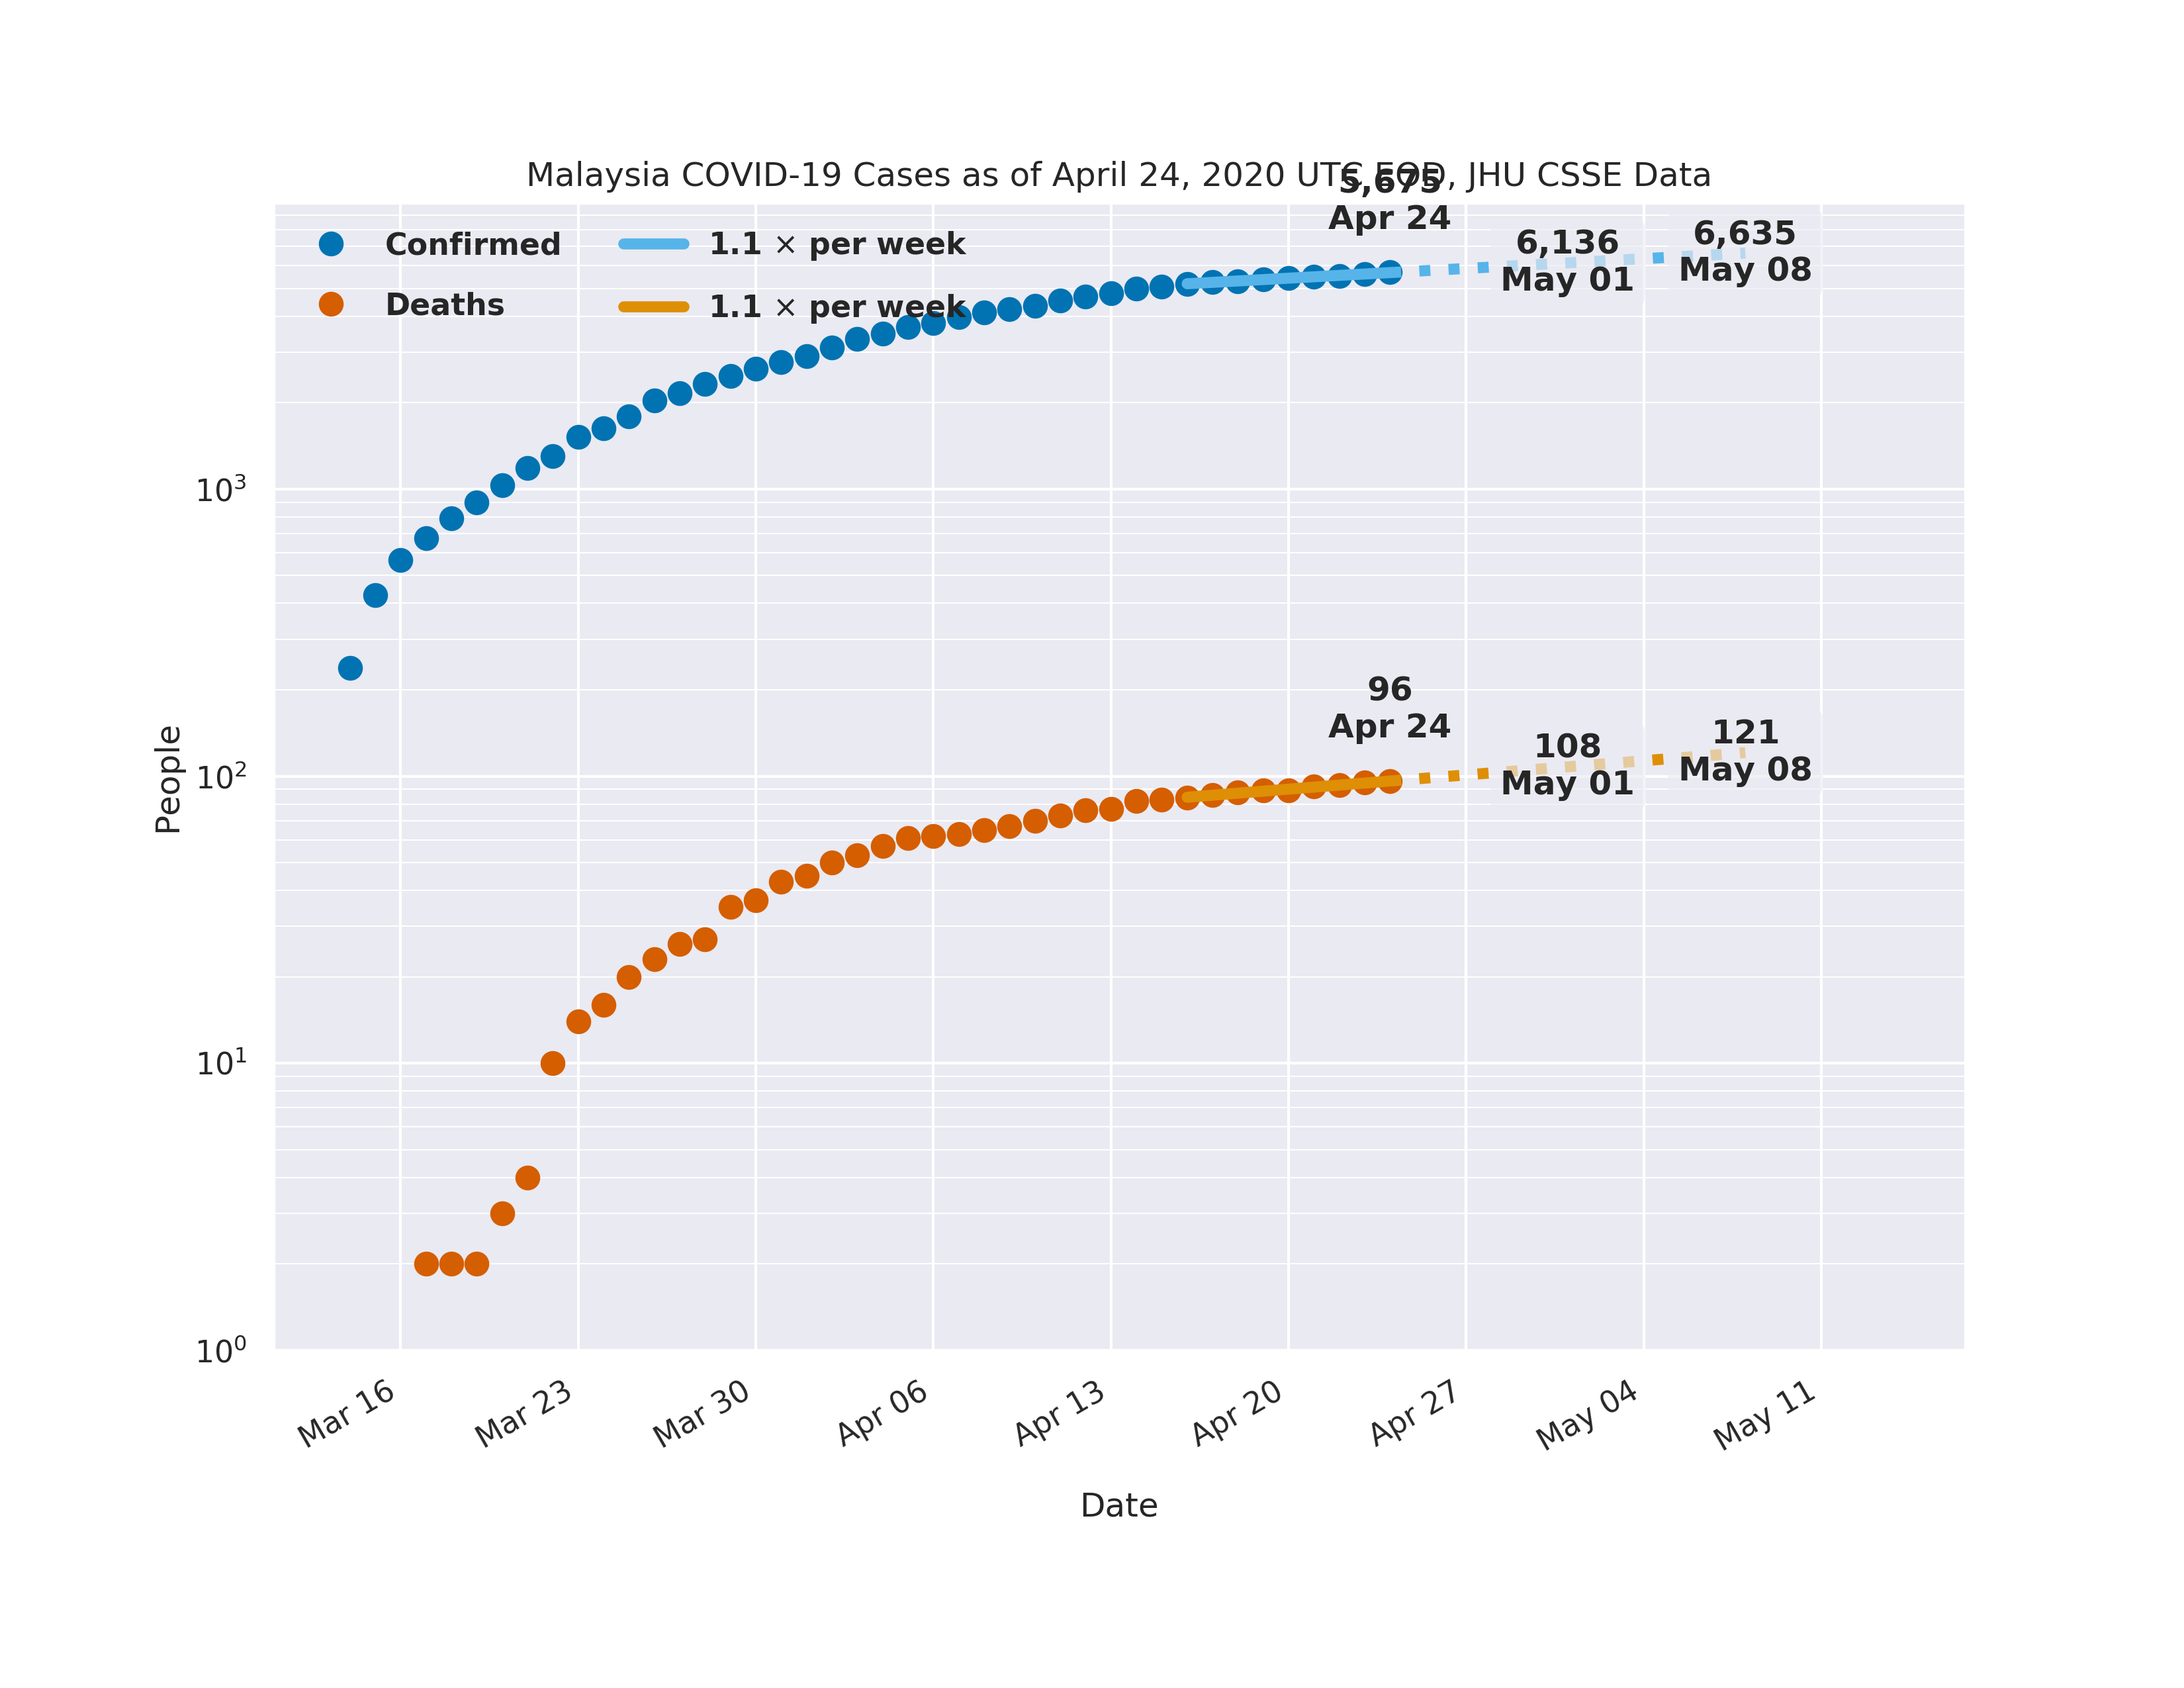 Malaysia COVID-19 Cases as of April 24, 2020 UTC EOD, JHU CSSE Data
5,675
Apr 24
6,136
May 01
6,635
May 08
Confirmed
1.1 × per week
Deaths
1.1 × per week
96
Apr 24
108
May 01
121
May 08
People
10³
10²
10¹
10⁰
Mar 16
Mar 23
Mar 30
Apr 06
Apr 13
Apr 20
Apr 27
May 04
May 11
Date